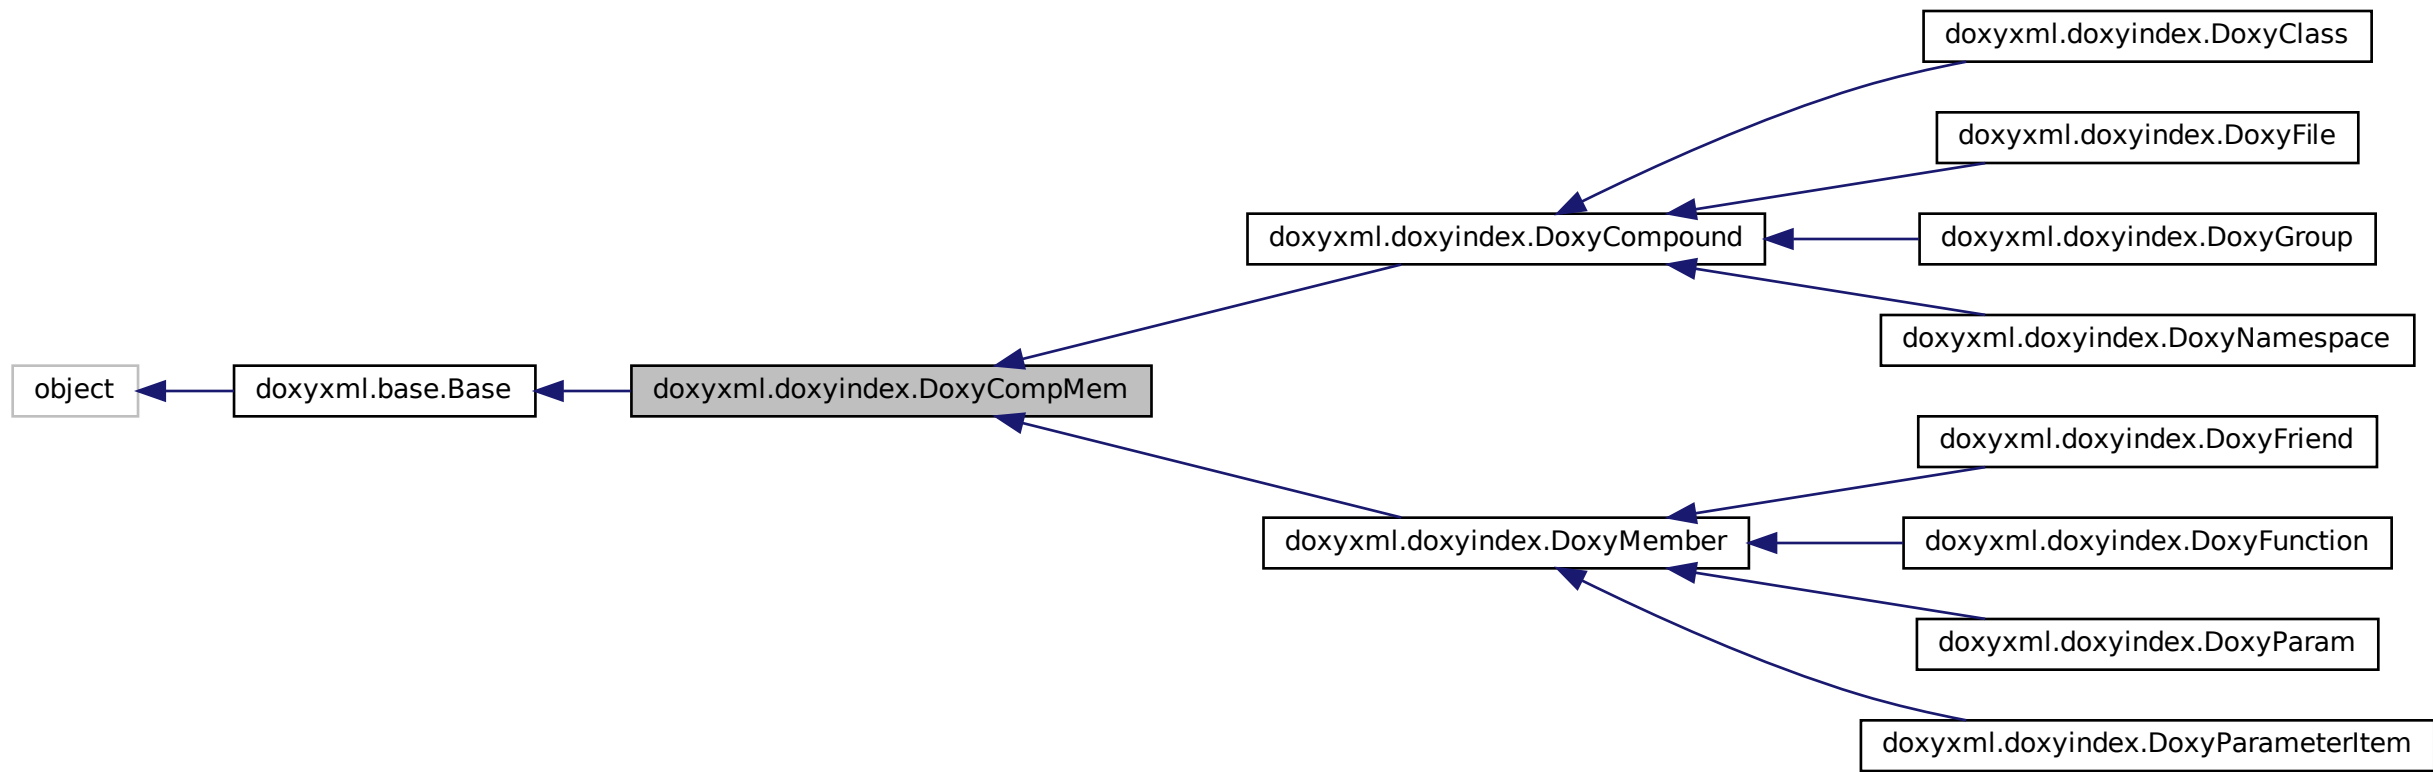 doxyxml.doxyindex.DoxyClass
doxyxml.doxyindex.DoxyFile
doxyxml.doxyindex.DoxyCompound
doxyxml.doxyindex.DoxyGroup
doxyxml.doxyindex.DoxyNamespace
object
doxyxml.base.Base
doxyxml.doxyindex.DoxyCompMem
doxyxml.doxyindex.DoxyFriend
doxyxml.doxyindex.DoxyMember
doxyxml.doxyindex.DoxyFunction
doxyxml.doxyindex.DoxyParam
doxyxml.doxyindex.DoxyParameterItem